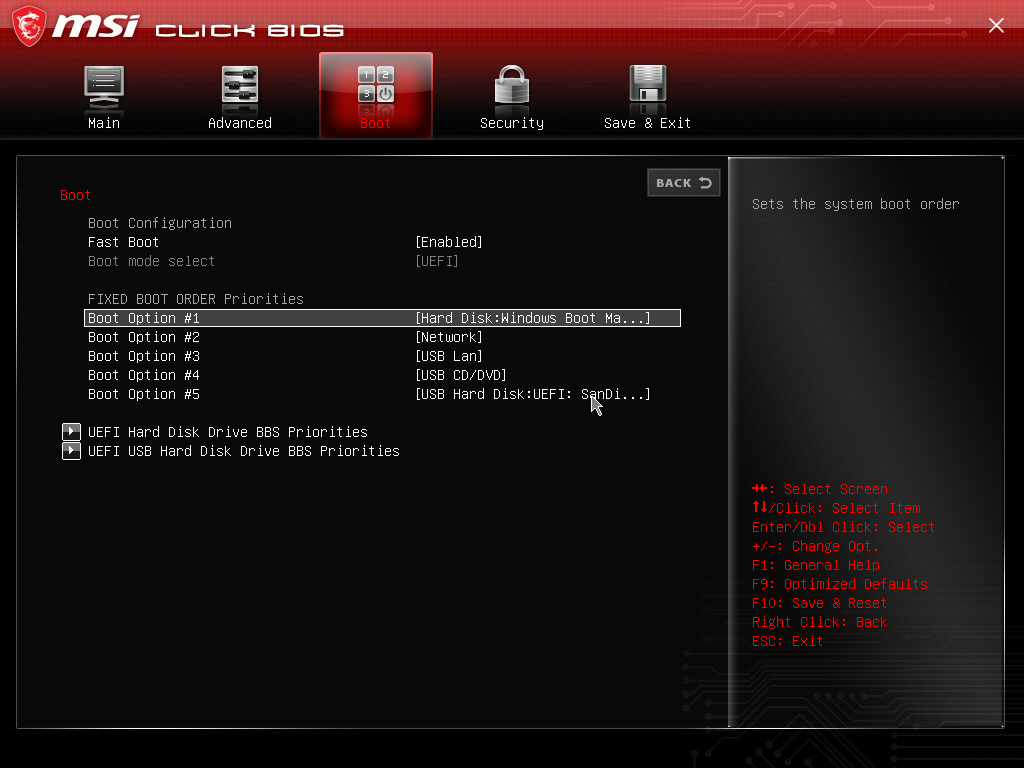 msi CLICK BIOS
1 2
3
Main Advanced Boot Security Save & Exit
BACK
Boot
Boot Configuration
Fast Boot [Enabled]
Boot mode select [UEFI]
FIXED BOOT ORDER Priorities
Boot Option #1 [Hard Disk:Windows Boot Ma...]
Boot Option #2 [Network]
Boot Option #3 [USB Lan]
Boot Option #4 [USB CD/DVD]
Boot Option #5 [USB Hard Disk:UEFI: SanDi...]
UEFI Hard Disk Drive BBS Priorities
UEFI USB Hard Disk Drive BBS Priorities
Sets the system boot order
→←: Select Screen
↑↓/Click: Select Item
Enter/Dbl Click: Select
+/-: Change Opt.
F1: General Help
F9: Optimized Defaults
F10: Save & Reset
Right Click: Back
ESC: Exit